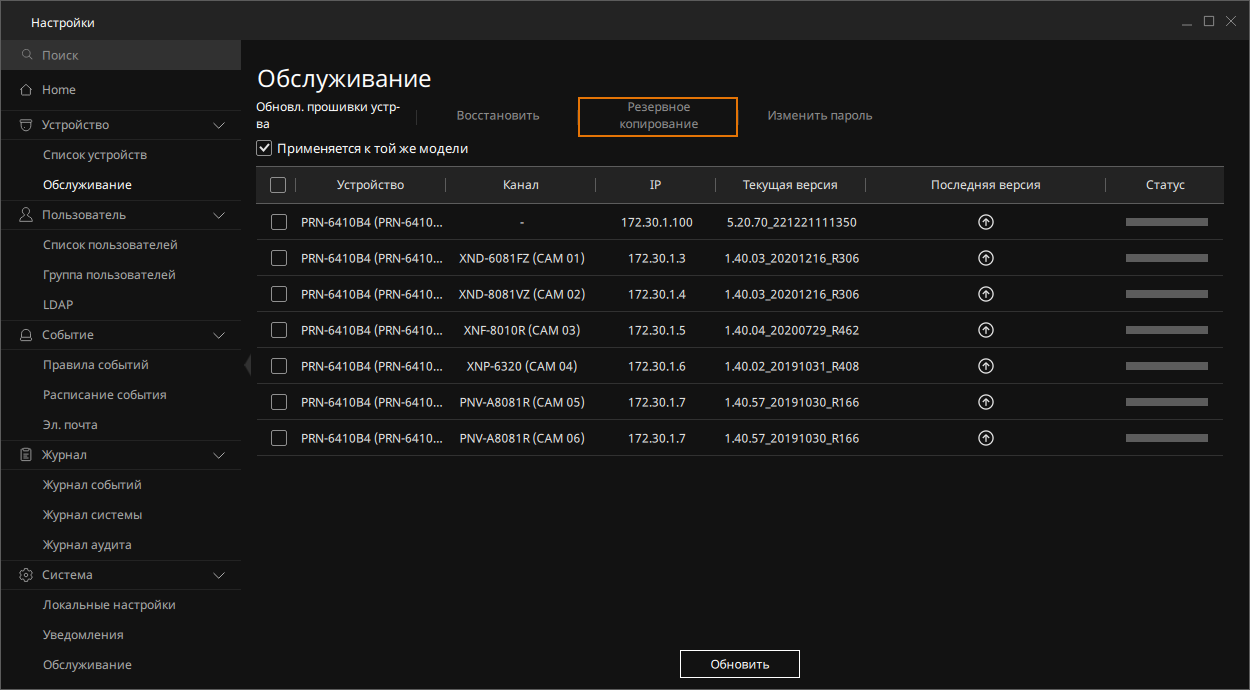 Настройки
Поиск
Home
Устройство
Список устройств
Обслуживание
Пользователь
Список пользователей
Группа пользователей
LDAP
Событие
Правила событий
Расписание события
Эл. почта
Журнал
Журнал событий
Журнал системы
Журнал аудита
Система
Локальные настройки
Уведомления
Обслуживание
Обслуживание
Обновл. прошивки устр-
ва
Восстановить
Резервное
копирование
Изменить пароль
Применяется к той же модели
Устройство Канал IP Текущая версия Последняя версия Статус
PRN-6410B4 (PRN-6410... - 172.30.1.100 5.20.70_221221111350
PRN-6410B4 (PRN-6410... XND-6081FZ (CAM 01) 172.30.1.3 1.40.03_20201216_R306
PRN-6410B4 (PRN-6410... XND-8081VZ (CAM 02) 172.30.1.4 1.40.03_20201216_R306
PRN-6410B4 (PRN-6410... XNF-8010R (CAM 03) 172.30.1.5 1.40.04_20200729_R462
PRN-6410B4 (PRN-6410... XNP-6320 (CAM 04) 172.30.1.6 1.40.02_20191031_R408
PRN-6410B4 (PRN-6410... PNV-A8081R (CAM 05) 172.30.1.7 1.40.57_20191030_R166
PRN-6410B4 (PRN-6410... PNV-A8081R (CAM 06) 172.30.1.7 1.40.57_20191030_R166
Обновить